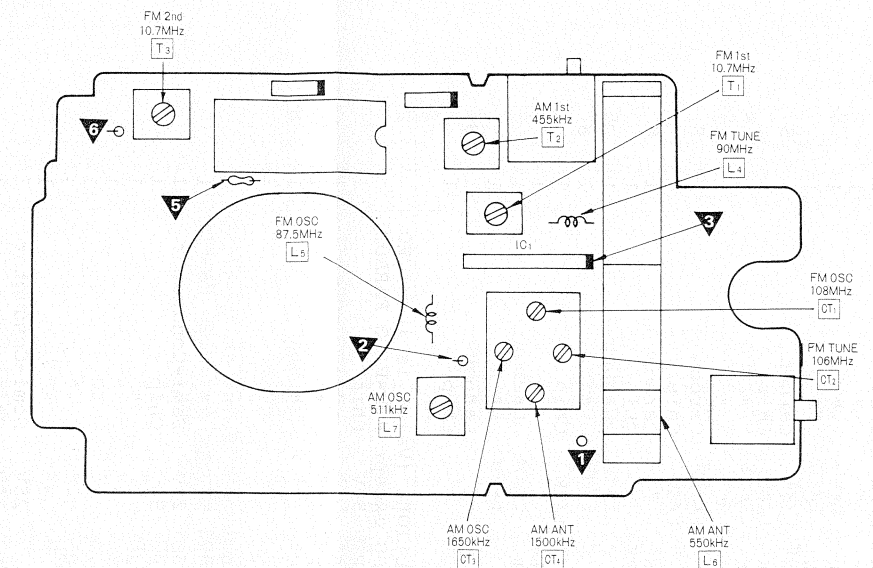 FM 2nd
10.7MHz
T3
6
5
FM OSC
87.5MHz
L5
2
AM OSC
511kHz
L7
AM 1st
455kHz
T2
IC1
FM 1st
10.7MHz
T1
FM TUNE
90MHz
L4
3
FM OSC
108MHz
CT1
FM TUNE
106MHz
CT2
1
AM OSC
1650kHz
CT3
AM ANT
1500kHz
CT4
AM ANT
550kHz
L6